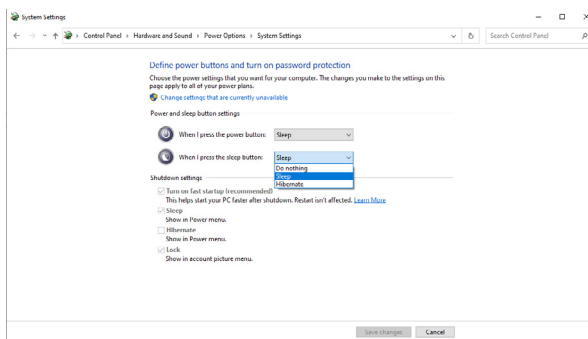 System Settings
Control Panel › Hardware and Sound › Power Options › System Settings
Search Control Panel
Define power buttons and turn on password protection
Choose the power settings that you want for your computer. The changes you make to the settings on this
page apply to all of your power plans.
Change settings that are currently unavailable
Power and sleep button settings
When I press the power button: Sleep
When I press the sleep button: Sleep
Do nothing
Sleep
Hibernate
Shutdown settings
Turn on fast startup (recommended)
This helps start your PC faster after shutdown. Restart isn't affected. Learn More
Sleep
Show in Power menu.
Hibernate
Show in Power menu.
Lock
Show in account picture menu.
Save changes Cancel